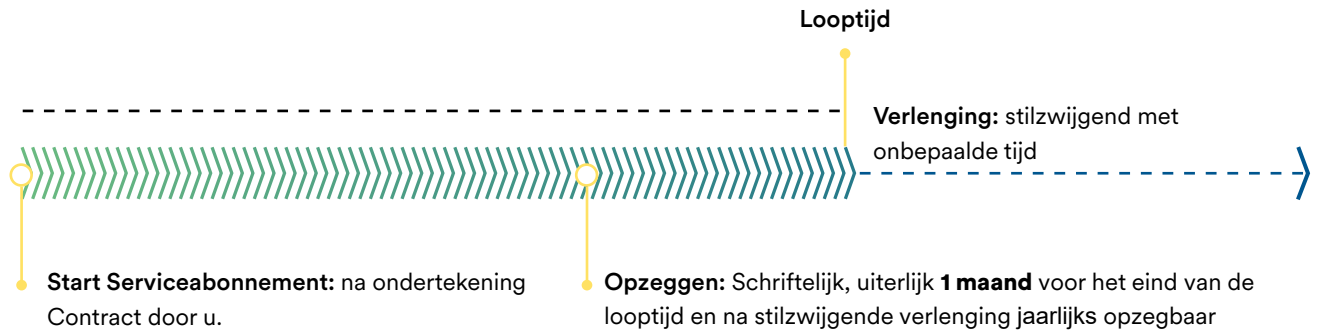 Looptijd
Verlenging: stilzwijgend met
onbepaalde tijd
Start Serviceabonnement: na ondertekening
Contract door u.
Opzeggen: Schriftelijk, uiterlijk 1 maand voor het eind van de
looptijd en na stilzwijgende verlenging jaarlijks opzegbaar